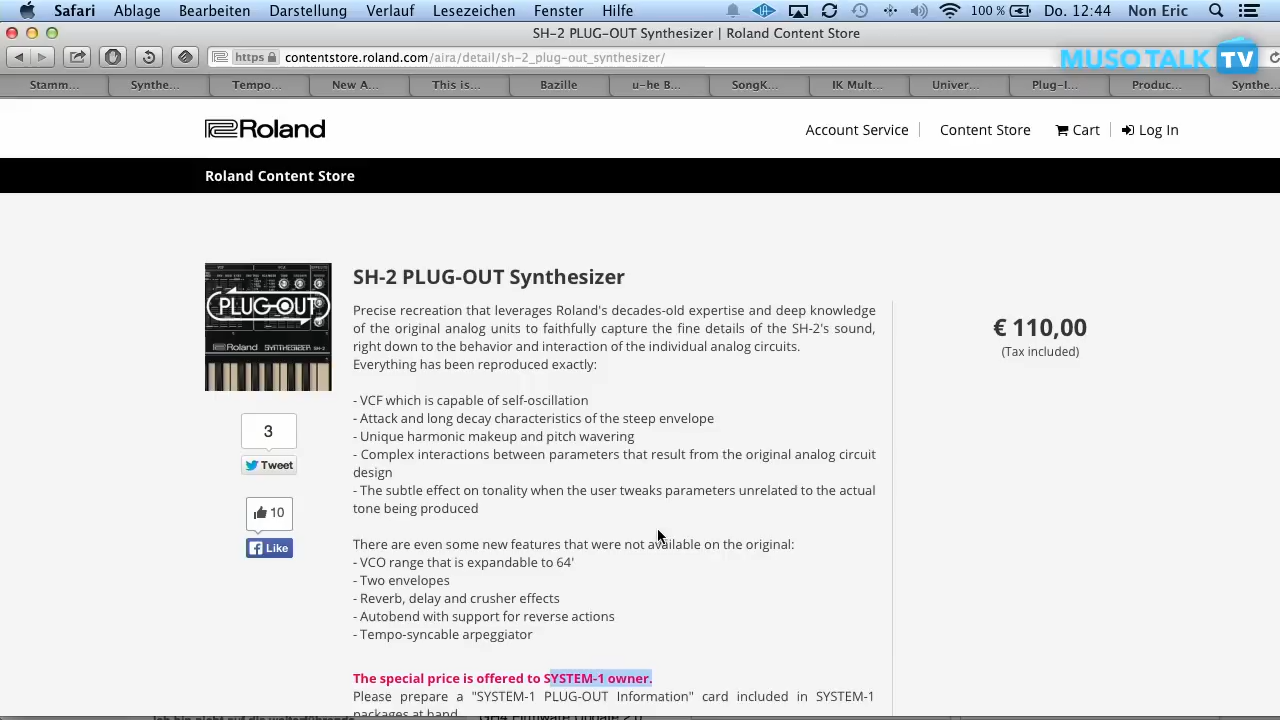 Safari Ablage Bearbeiten Darstellung Verlauf Lesezeichen Fenster Hilfe 100 % Do. 12:44 Non Eric
SH-2 PLUG-OUT Synthesizer | Roland Content Store
https contentstore.roland.com/aira/detail/sh-2_plug-out_synthesizer/
MUSOTALK TV
Stamm... Synthe... Tempo... New A... This is... Bazille u-he B... SongK... IK Mult... Univer... Plug-I... Produc... Synthe...
Roland
Account Service Content Store Cart Log In
Roland Content Store
PLUG-OUT
Roland SYNTHESIZER SH-2
SH-2 PLUG-OUT Synthesizer
Precise recreation that leverages Roland's decades-old expertise and deep knowledge
of the original analog units to faithfully capture the fine details of the SH-2's sound,
right down to the behavior and interaction of the individual analog circuits.
Everything has been reproduced exactly:
- VCF which is capable of self-oscillation
- Attack and long decay characteristics of the steep envelope
- Unique harmonic makeup and pitch wavering
- Complex interactions between parameters that result from the original analog circuit
design
- The subtle effect on tonality when the user tweaks parameters unrelated to the actual
tone being produced
There are even some new features that were not available on the original:
- VCO range that is expandable to 64'
- Two envelopes
- Reverb, delay and crusher effects
- Autobend with support for reverse actions
- Tempo-syncable arpeggiator
The special price is offered to SYSTEM-1 owner.
Please prepare a "SYSTEM-1 PLUG-OUT Information" card included in SYSTEM-1
packages at hand.
€ 110,00
(Tax included)
3
Tweet
10
Like